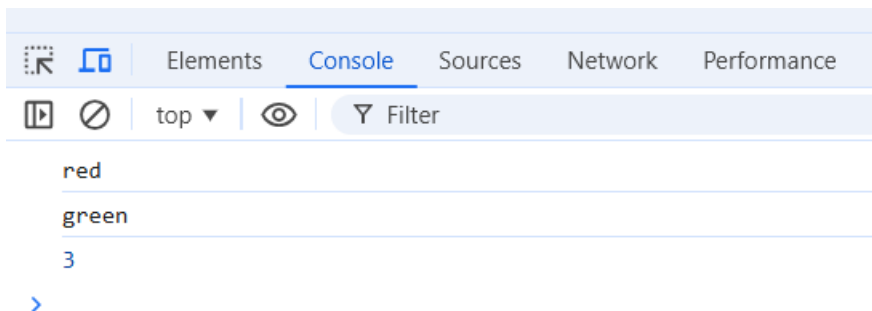 Elements Console Sources Network Performance
top Filter
red
green
3